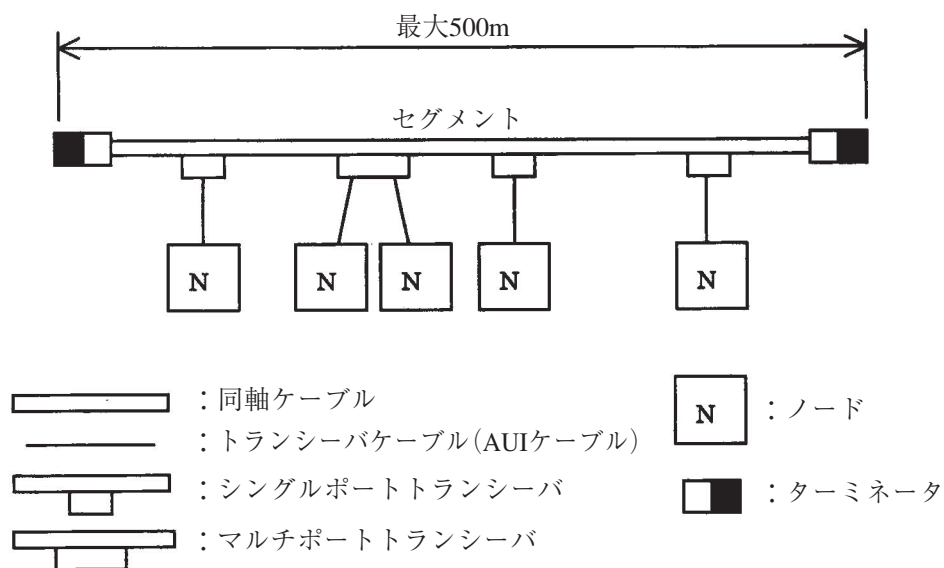 最大500m
セグメント
N
N
N
N
N
：同軸ケーブル
：トランシーバケーブル（AUIケーブル）
：シングルポートトランシーバ
：マルチポートトランシーバ
N
：ノード
：ターミネータ